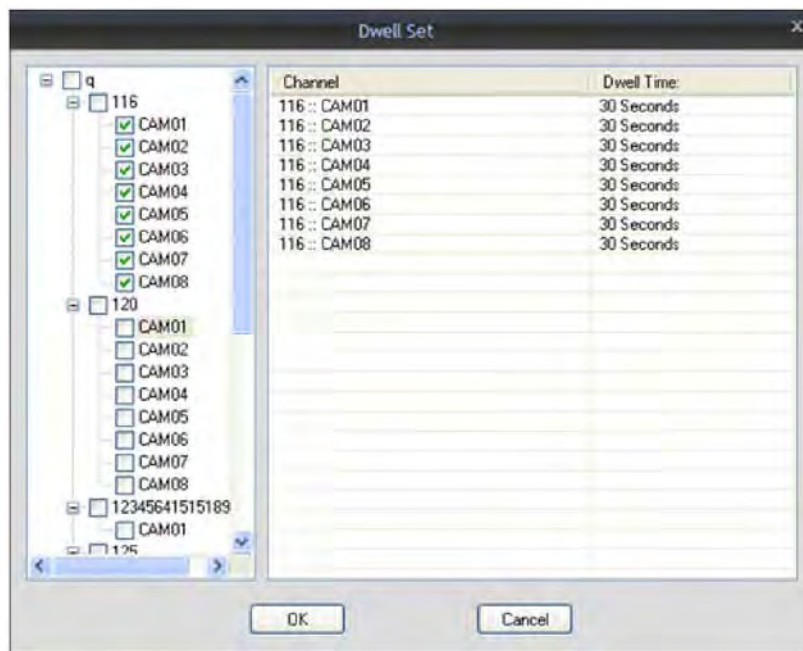 Dwell Set
X
q
116
CAM01
CAM02
CAM03
CAM04
CAM05
CAM06
CAM07
CAM08
120
CAM01
CAM02
CAM03
CAM04
CAM05
CAM06
CAM07
CAM08
12345641515189
CAM01
125
Channel Dwell Time:
116 :: CAM01 30 Seconds
116 :: CAM02 30 Seconds
116 :: CAM03 30 Seconds
116 :: CAM04 30 Seconds
116 :: CAM05 30 Seconds
116 :: CAM06 30 Seconds
116 :: CAM07 30 Seconds
116 :: CAM08 30 Seconds
OK Cancel